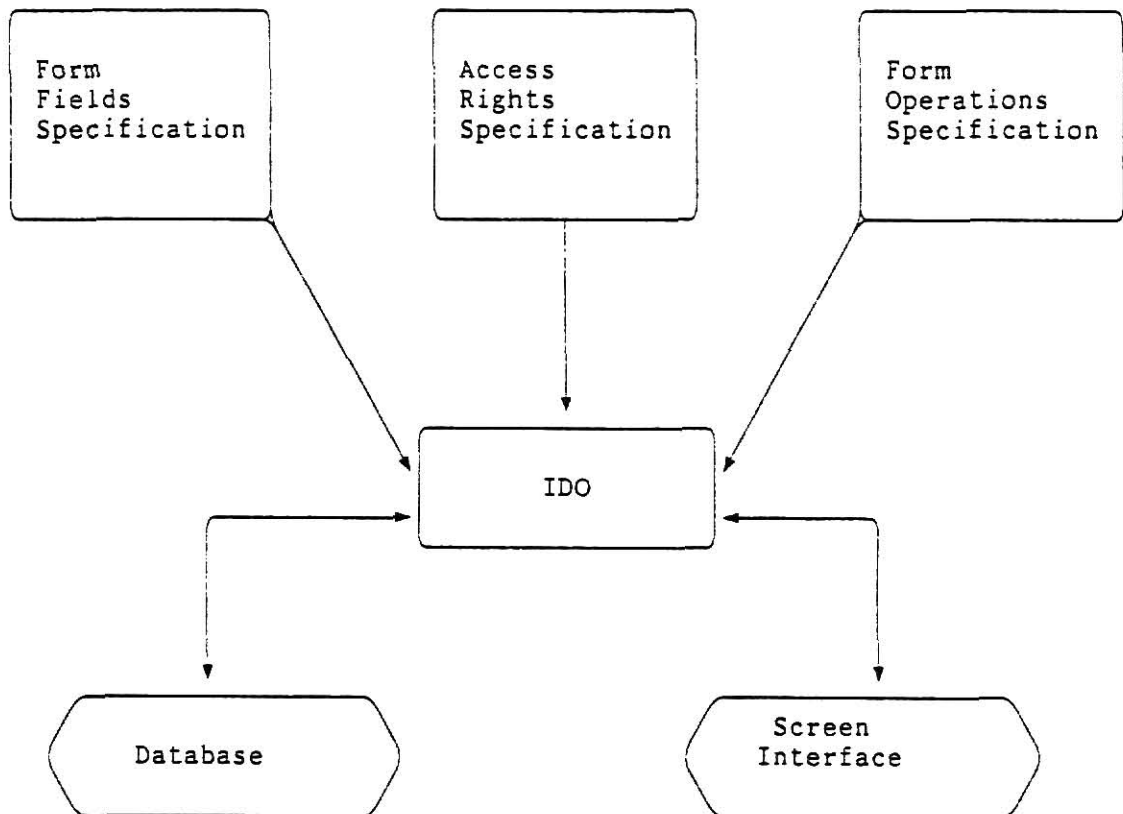 Form
Fields
Specification
Access
Rights
Specification
Form
Operations
Specification
IDO
Database
Screen
Interface